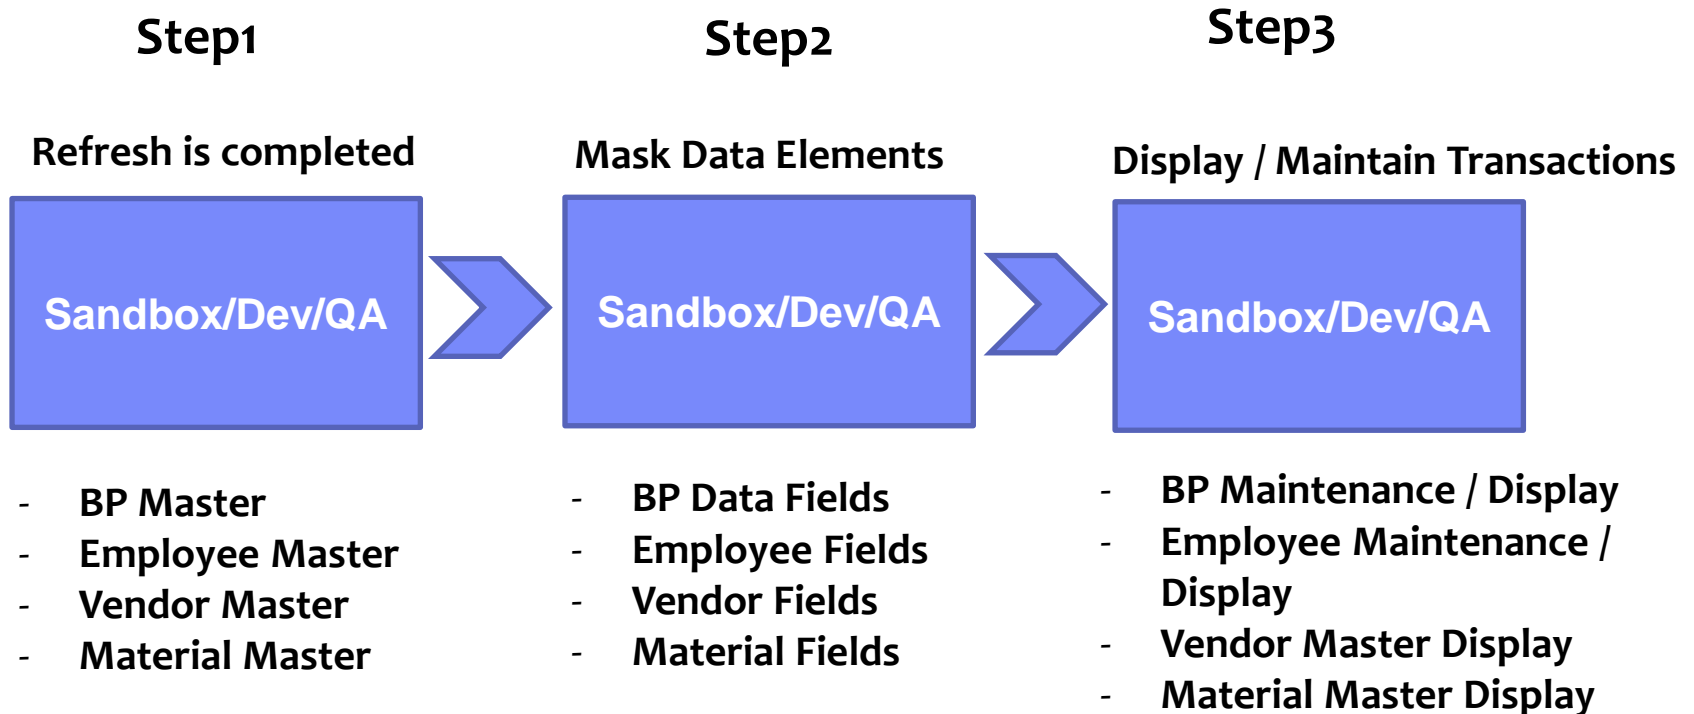 Step1
Refresh is completed
Sandbox/Dev/QA
- BP Master
- Employee Master
- Vendor Master
- Material Master
Step2
Mask Data Elements
Sandbox/Dev/QA
- BP Data Fields
- Employee Fields
- Vendor Fields
- Material Fields
Step3
Display / Maintain Transactions
Sandbox/Dev/QA
- BP Maintenance / Display
- Employee Maintenance /
Display
- Vendor Master Display
- Material Master Display